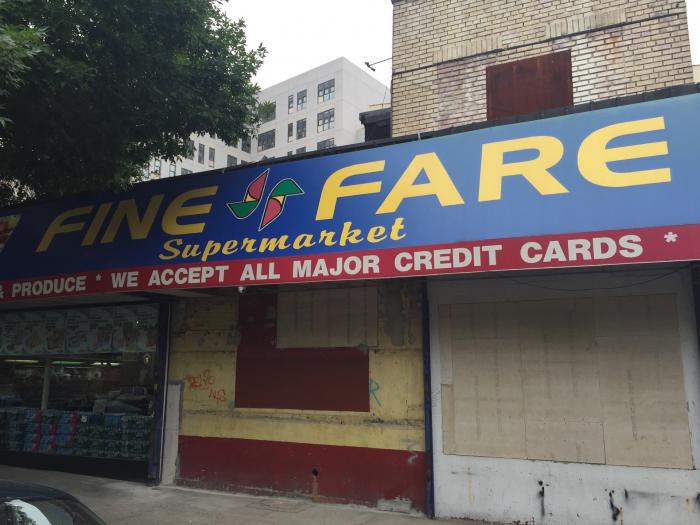 FINE FARE
Supermarket
& PRODUCE * WE ACCEPT ALL MAJOR CREDIT CARDS *